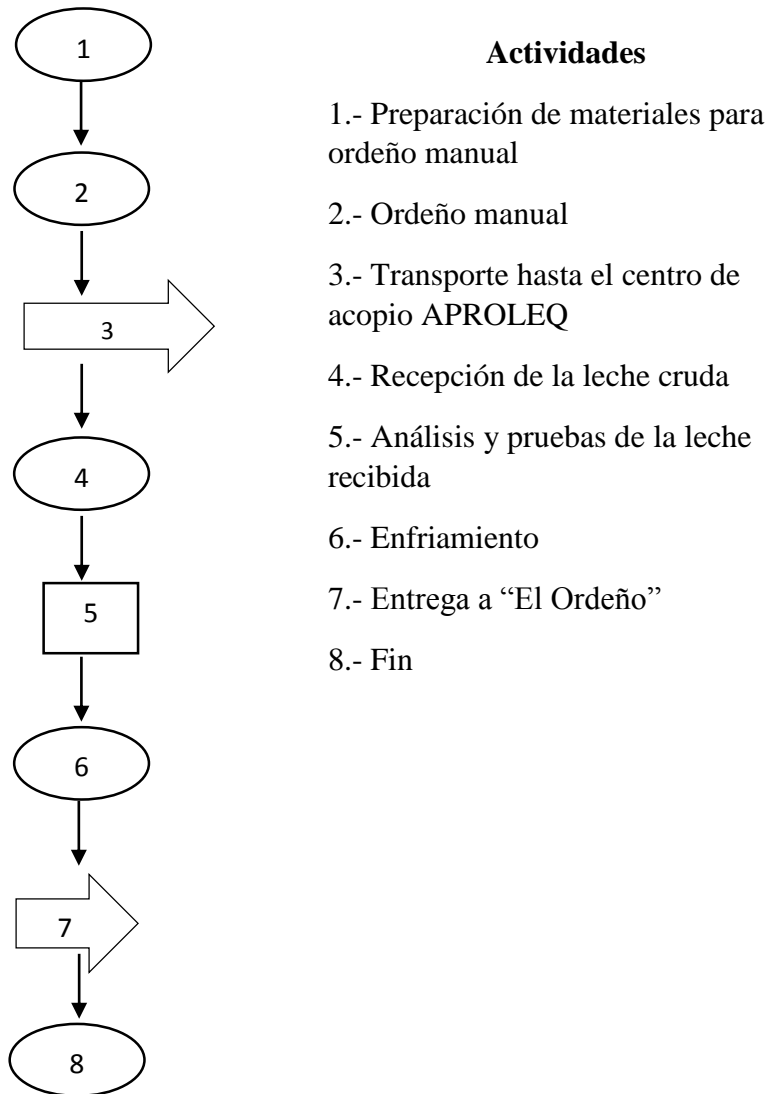 1
2
3
4
5
6
7
8
Actividades
1.- Preparación de materiales para
ordeño manual
2.- Ordeño manual
3.- Transporte hasta el centro de
acopio APROLEQ
4.- Recepción de la leche cruda
5.- Análisis y pruebas de la leche
recibida
6.- Enfriamiento
7.- Entrega a “El Ordeño”
8.- Fin